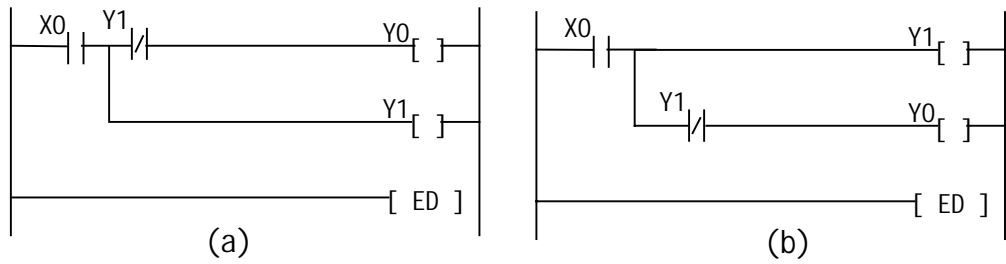 X0 Y1 Y0
[ ]
Y1
[ ]
[ ED ]
(a)
X0 Y1
[ ]
Y1 Y0
[ ]
[ ED ]
(b)